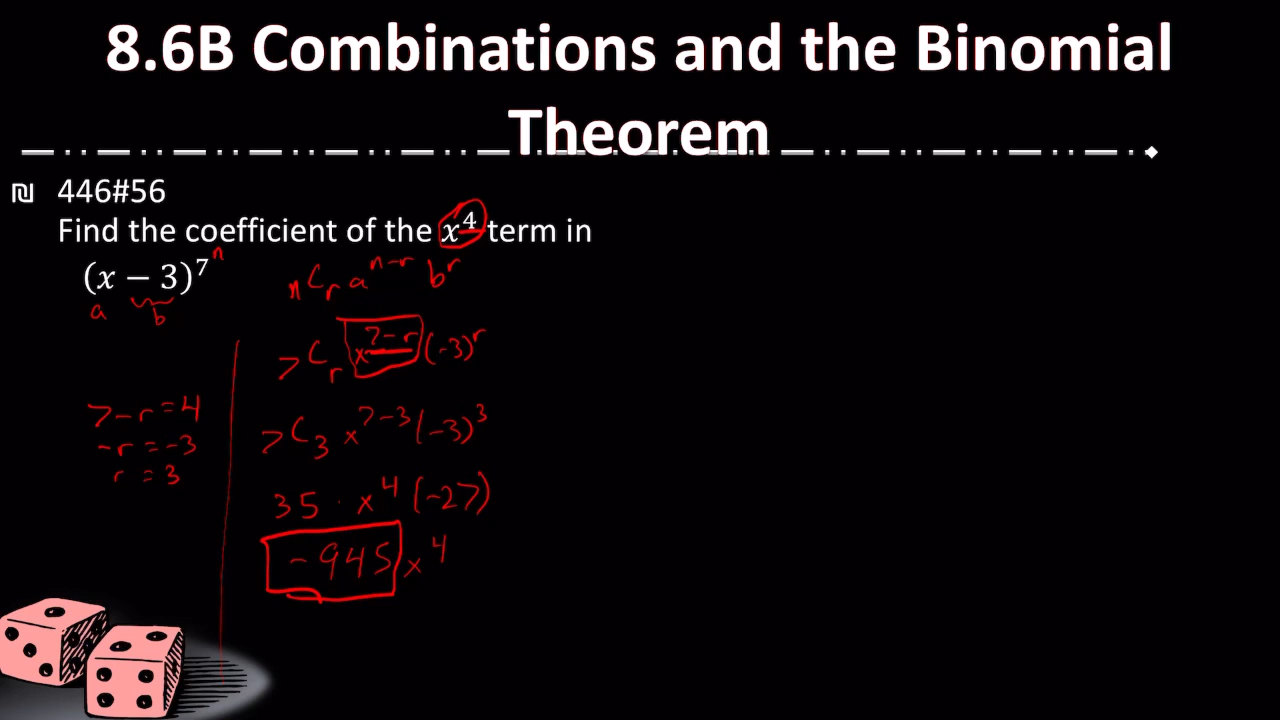 8.6B Combinations and the Binomial
Theorem
₪ 446#56
Find the coefficient of the x⁴ term in
(x − 3)⁷ n
a b
nCr aⁿ⁻ʳ bʳ
7Cr x⁷⁻ʳ (-3)ʳ
7-r=4
7C3 x⁷⁻³ (-3)³
-r=-3
r=3
35 · x⁴ (-27)
-945 x⁴